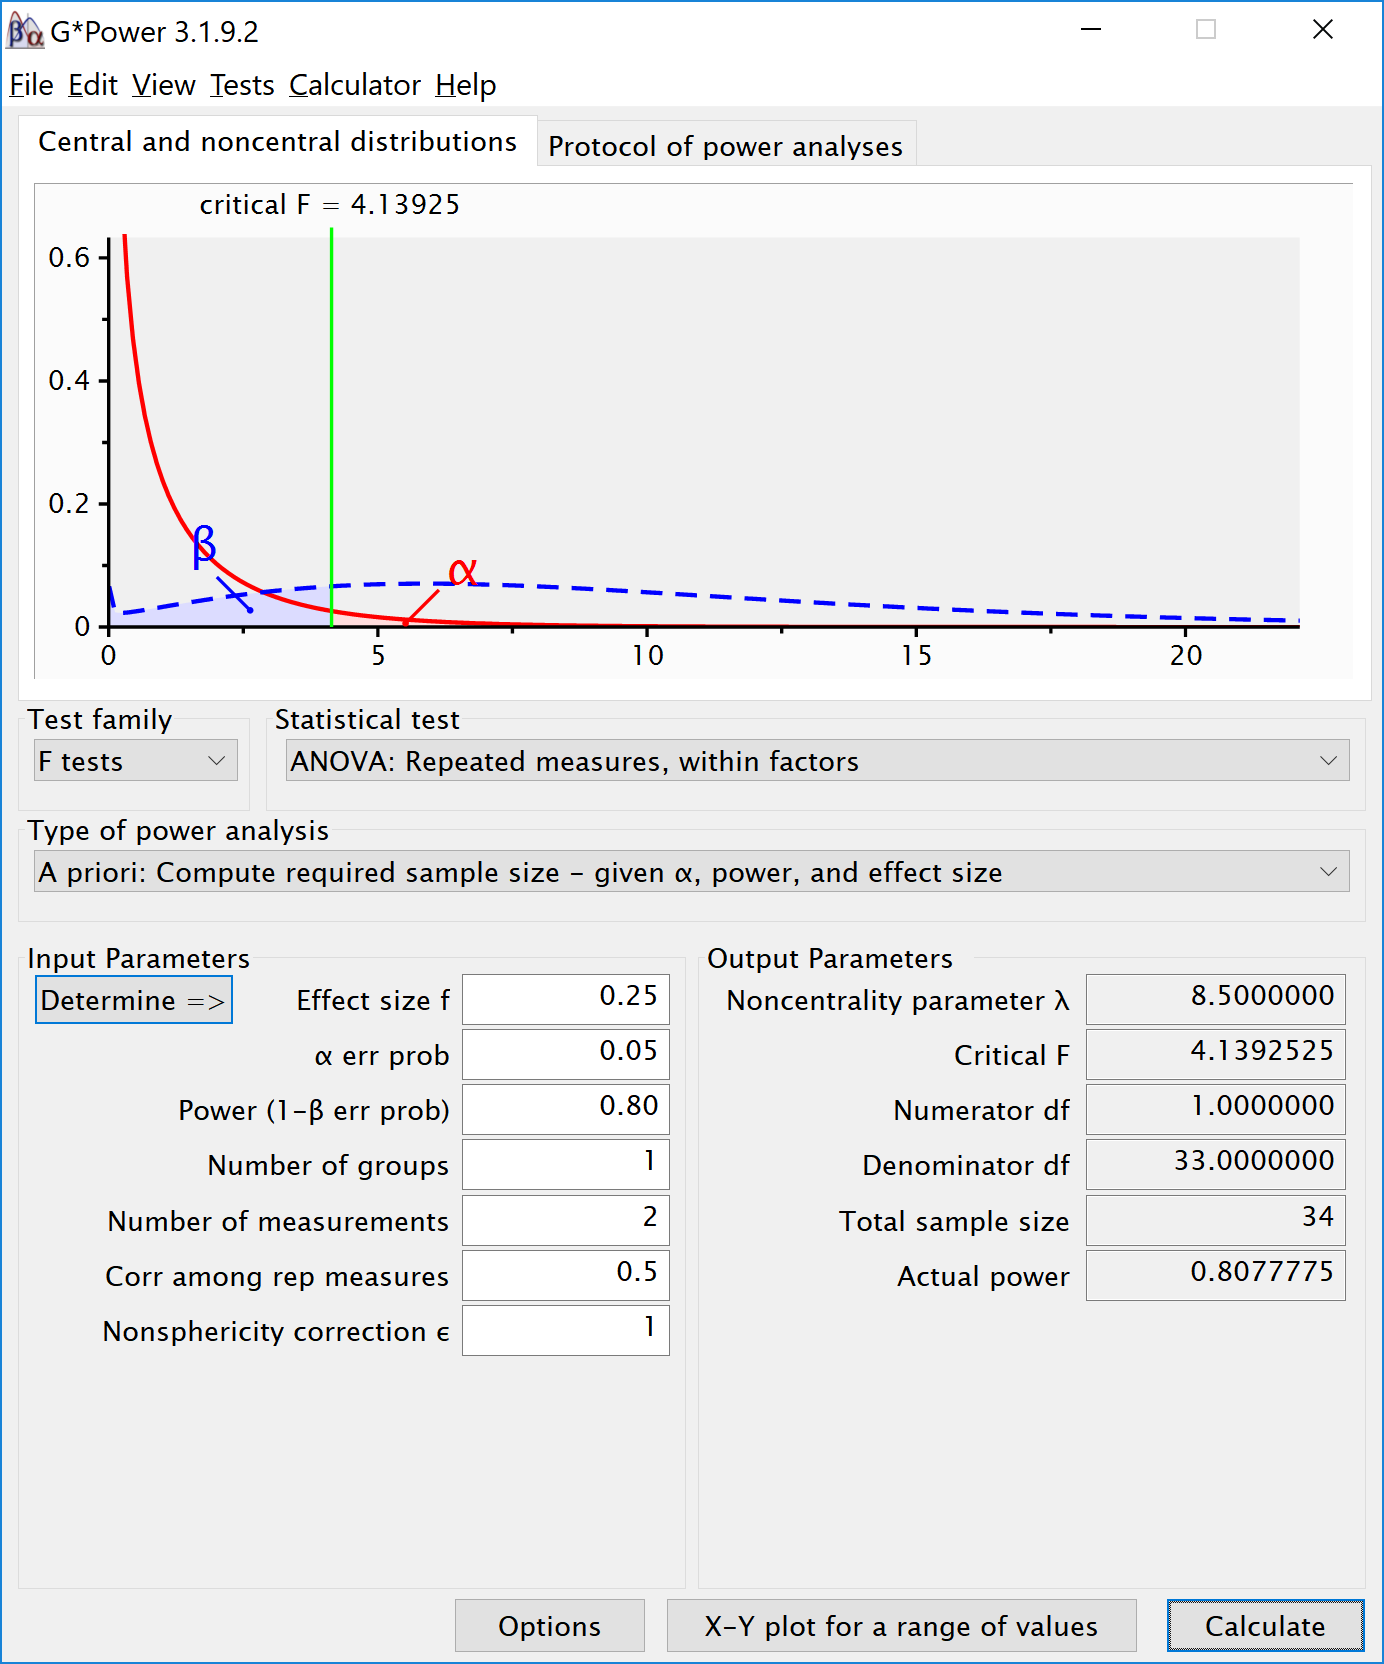 G*Power 3.1.9.2
File Edit View Tests Calculator Help
Central and noncentral distributions
Protocol of power analyses
critical F = 4.13925
0.6
0.4
0.2
0
β
α
0 5 10 15 20
Test family
Statistical test
F tests
ANOVA: Repeated measures, within factors
Type of power analysis
A priori: Compute required sample size – given α, power, and effect size
Input Parameters
Determine =>
Effect size f 0.25
α err prob 0.05
Power (1–β err prob) 0.80
Number of groups 1
Number of measurements 2
Corr among rep measures 0.5
Nonsphericity correction ϵ 1
Output Parameters
Noncentrality parameter λ 8.5000000
Critical F 4.1392525
Numerator df 1.0000000
Denominator df 33.0000000
Total sample size 34
Actual power 0.8077775
Options
X–Y plot for a range of values
Calculate